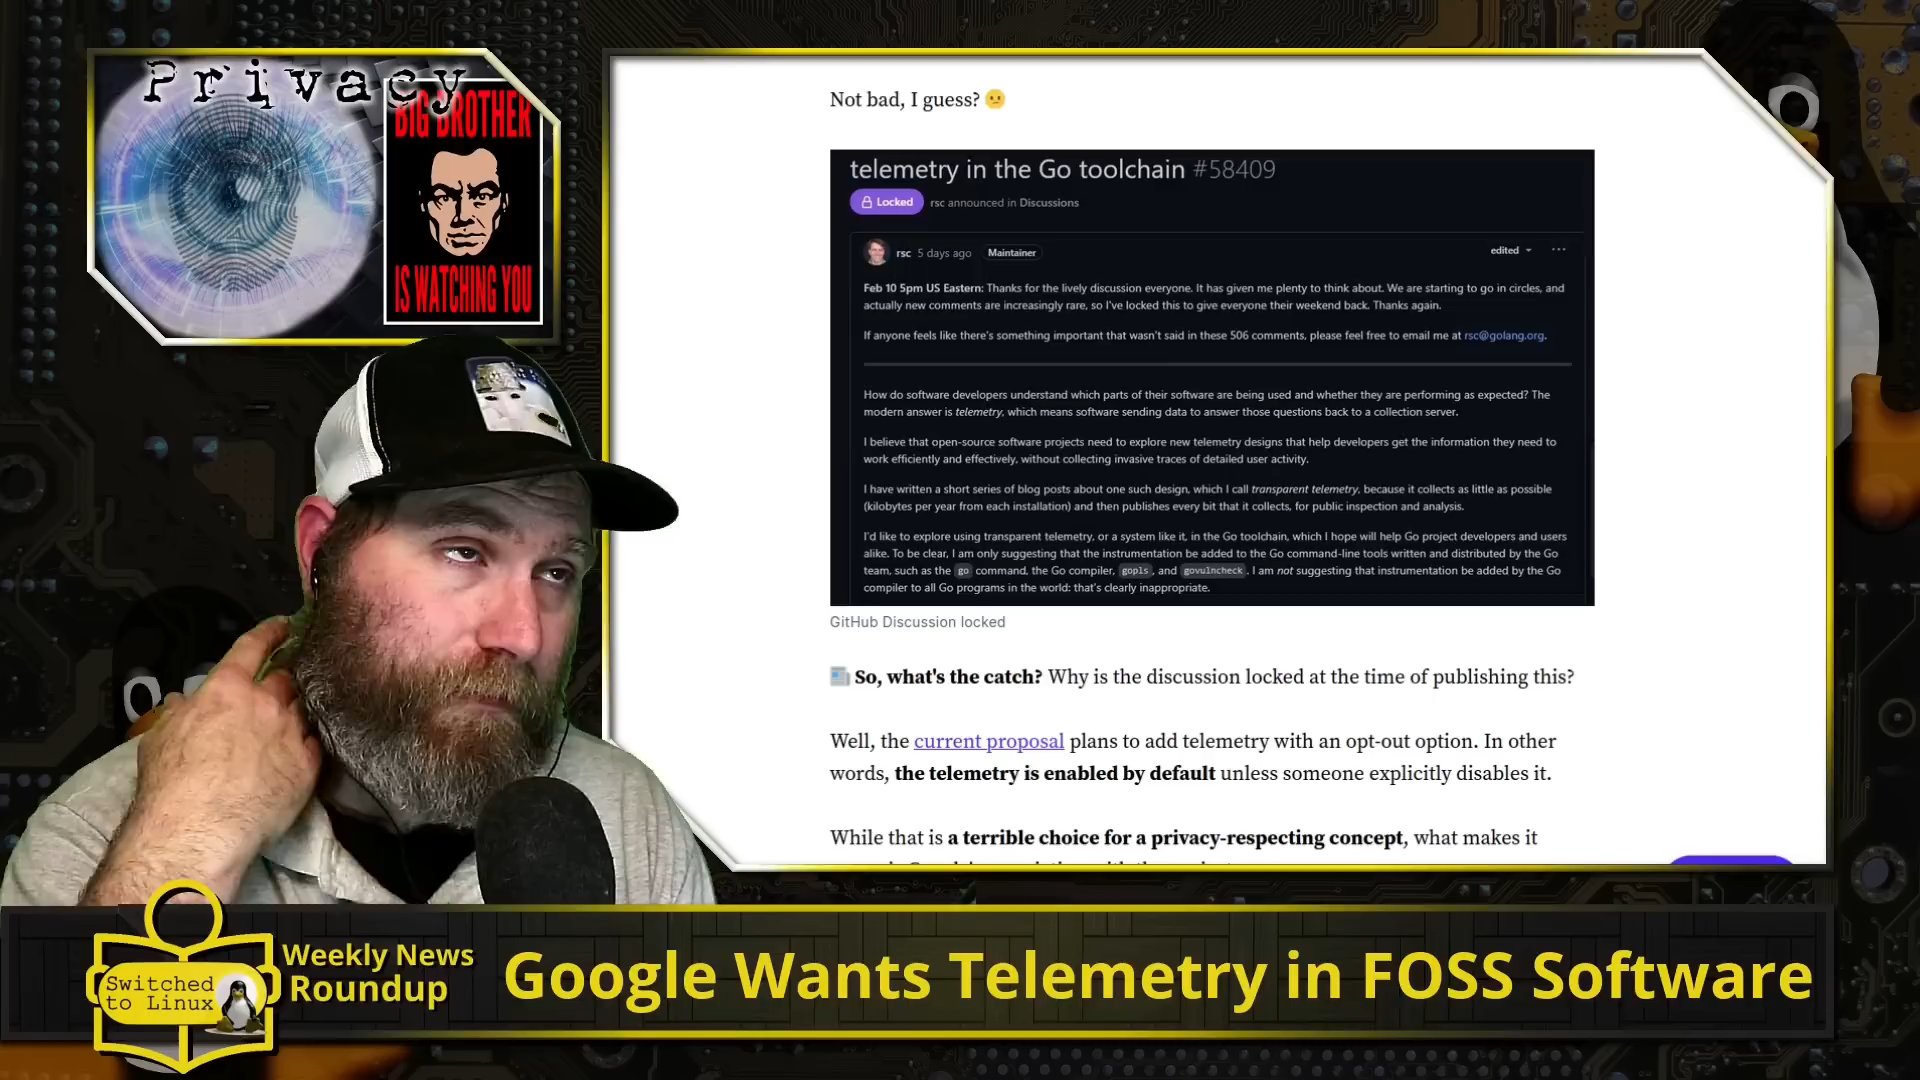 Privacy
BIG BROTHER
IS WATCHING YOU
Not bad, I guess?
telemetry in the Go toolchain #58409
Locked rsc announced in Discussions
rsc 5 days ago Maintainer edited
Feb 10 5pm US Eastern: Thanks for the lively discussion everyone. It has given me plenty to think about. We are starting to go in circles, and
actually new comments are increasingly rare, so I've locked this to give everyone their weekend back. Thanks again.
If anyone feels like there's something important that wasn't said in these 506 comments, please feel free to email me at rsc@golang.org.
How do software developers understand which parts of their software are being used and whether they are performing as expected? The
modern answer is telemetry, which means software sending data to answer those questions back to a collection server.
I believe that open-source software projects need to explore new telemetry designs that help developers get the information they need to
work efficiently and effectively, without collecting invasive traces of detailed user activity.
I have written a short series of blog posts about one such design, which I call transparent telemetry, because it collects as little as possible
(kilobytes per year from each installation) and then publishes every bit that it collects, for public inspection and analysis.
I'd like to explore using transparent telemetry, or a system like it, in the Go toolchain, which I hope will help Go project developers and users
alike. To be clear, I am only suggesting that the instrumentation be added to the Go command-line tools written and distributed by the Go
team, such as the go command, the Go compiler, gopls, and govulncheck. I am not suggesting that instrumentation be added by the Go
compiler to all Go programs in the world: that's clearly inappropriate.
GitHub Discussion locked
So, what's the catch? Why is the discussion locked at the time of publishing this?
Well, the current proposal plans to add telemetry with an opt-out option. In other
words, the telemetry is enabled by default unless someone explicitly disables it.
While that is a terrible choice for a privacy-respecting concept, what makes it
Switched
to Linux
Weekly News
Roundup
Google Wants Telemetry in FOSS Software